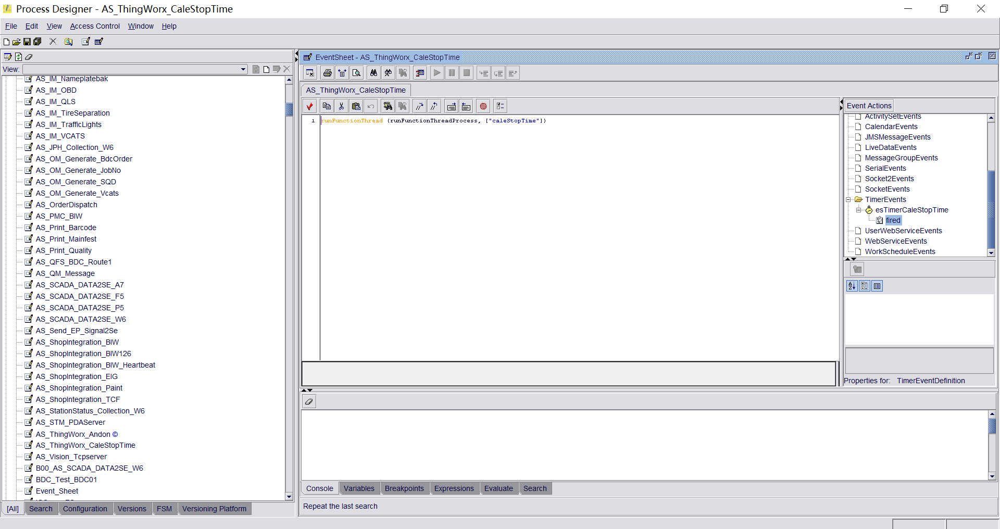 Process Designer - AS_ThingWorx_CaleStopTime
File Edit View Access Control Window Help
View:
AS_IM_Nameplatebak
AS_IM_OBD
AS_IM_QLS
AS_IM_TireSeparation
AS_IM_TrafficLights
AS_IM_VCATS
AS_JPH_Collection_W6
AS_OM_Generate_BdcOrder
AS_OM_Generate_JobNo
AS_OM_Generate_SQD
AS_OM_Generate_Vcats
AS_OrderDispatch
AS_PMC_BIW
AS_Print_Barcode
AS_Print_Mainfest
AS_Print_Quality
AS_QFS_BDC_Route1
AS_QM_Message
AS_SCADA_DATA2SE_A7
AS_SCADA_DATA2SE_F5
AS_SCADA_DATA2SE_P5
AS_SCADA_DATA2SE_W6
AS_Send_EP_Signal2Se
AS_ShopIntegration_BIW
AS_ShopIntegration_BIW126
AS_ShopIntegration_BIW_Heartbeat
AS_ShopIntegration_EIG
AS_ShopIntegration_Paint
AS_ShopIntegration_TCF
AS_StationStatus_Collection_W6
AS_STM_PDAServer
AS_ThingWorx_Andon ©
AS_ThingWorx_CaleStopTime
AS_Vision_Tcpserver
B00_AS_SCADA_DATA2SE_W6
BDC_Test_BDC01
Event_Sheet
[All] Search Configuration Versions FSM Versioning Platform
EventSheet - AS_ThingWorx_CaleStopTime
AS_ThingWorx_CaleStopTime
1 runFunctionThread (runFunctionThreadProcess, ["caleStopTime"])
Event Actions
ActivitySetEvents
CalendarEvents
JMSMessageEvents
LiveDataEvents
MessageGroupEvents
SerialEvents
Socket2Events
SocketEvents
TimerEvents
esTimerCaleStopTime
fired
UserWebServiceEvents
WebServiceEvents
WorkScheduleEvents
Properties for: TimerEventDefinition
Console Variables Breakpoints Expressions Evaluate Search
Repeat the last search